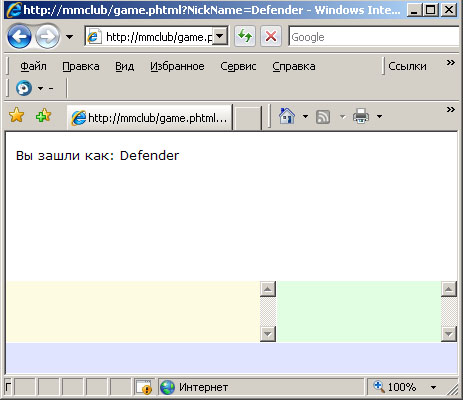 http://mmclub/game.phtml?NickName=Defender - Windows Inte...
http://mmclub/game.p
Google
Файл Правка Вид Избранное Сервис Справка Ссылки
http://mmclub/game.phtml...
Вы зашли как: Defender
Интернет 100%